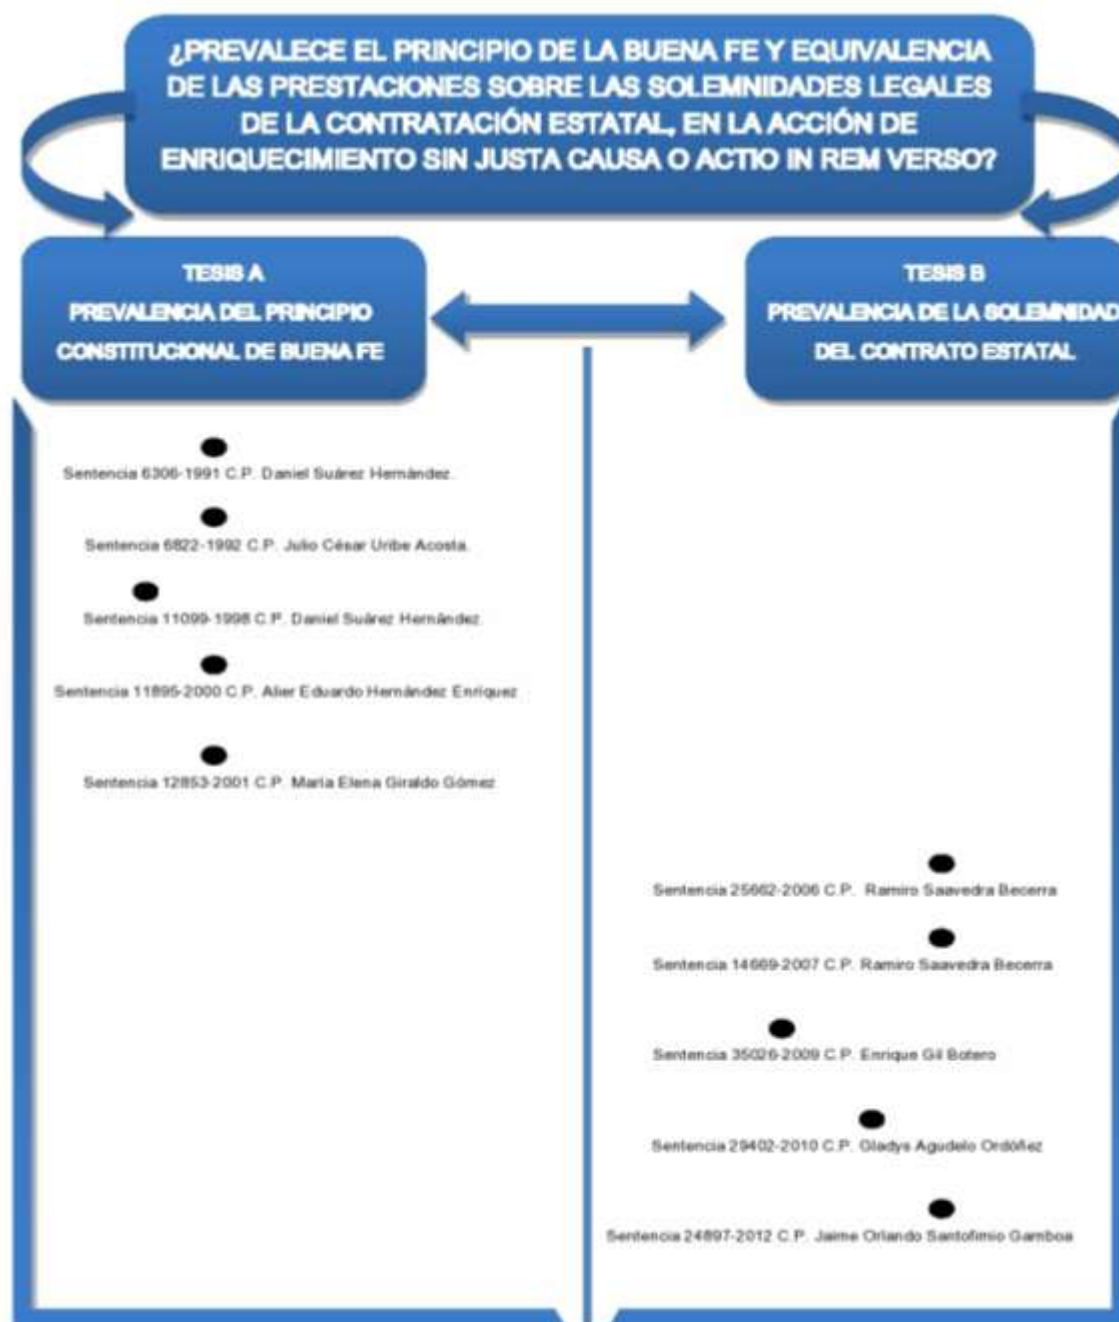 ¿PREVALECE EL PRINCIPIO DE LA BUENA FE Y EQUIVALENCIA
DE LAS PRESTACIONES SOBRE LAS SOLEMNIDADES LEGALES
DE LA CONTRATACIÓN ESTATAL, EN LA ACCIÓN DE
ENRIQUECIMIENTO SIN JUSTA CAUSA O ACTIO IN REM VERSO?
TESIS A
PREVALENCIA DEL PRINCIPIO
CONSTITUCIONAL DE BUENA FE
TESIS B
PREVALENCIA DE LA SOLEMNIDAD
DEL CONTRATO ESTATAL
Sentencia 6306-1991 C.P. Daniel Suárez Hernández.
Sentencia 6822-1992 C.P. Julio César Uribe Acosta.
Sentencia 11099-1998 C.P. Daniel Suárez Hernández
Sentencia 11895-2000 C.P. Alier Eduardo Hernández Enríquez
Sentencia 12853-2001 C.P. María Elena Giraldo Gómez
Sentencia 25662-2006 C.P. Ramiro Saavedra Becerra
Sentencia 14669-2007 C.P. Ramiro Saavedra Becerra
Sentencia 35026-2009 C.P. Enrique Gil Botero
Sentencia 29402-2010 C.P. Gladys Agudelo Ordóñez
Sentencia 24897-2012 C.P. Jaime Orlando Santofimio Gamboa